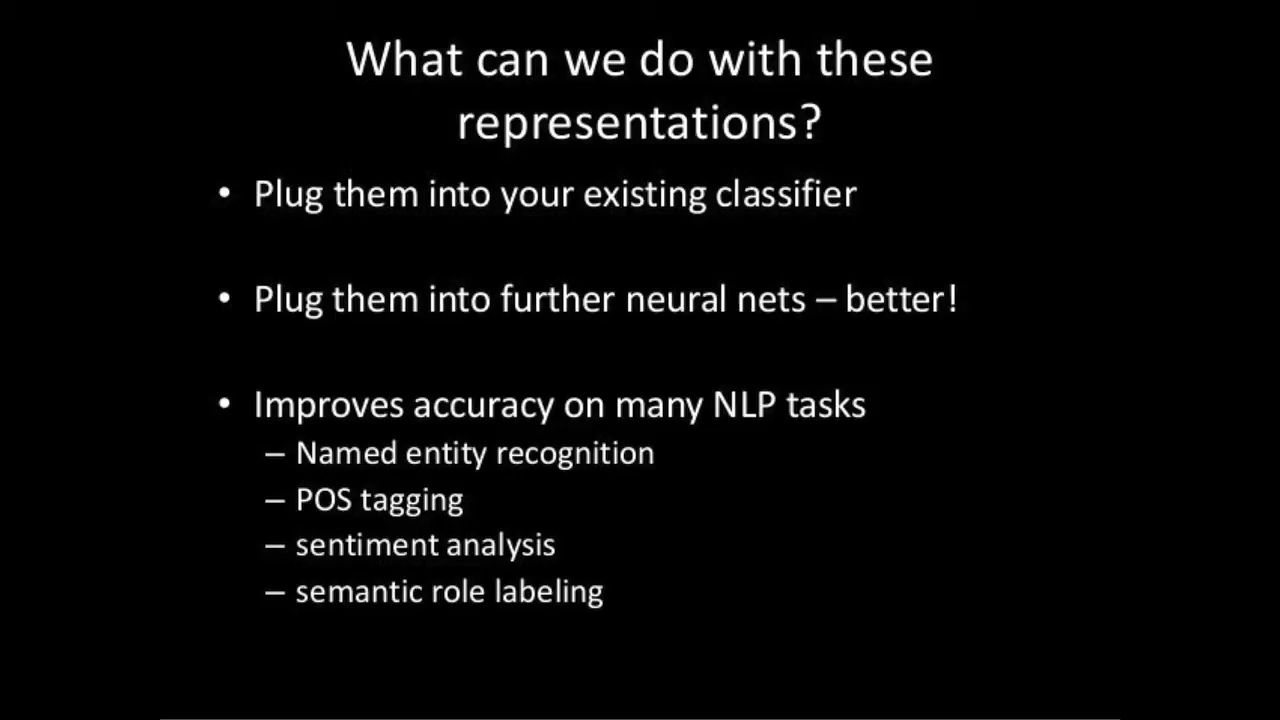 What can we do with these
representations?
• Plug them into your existing classifier
• Plug them into further neural nets – better!
• Improves accuracy on many NLP tasks
– Named entity recognition
– POS tagging
– sentiment analysis
– semantic role labeling